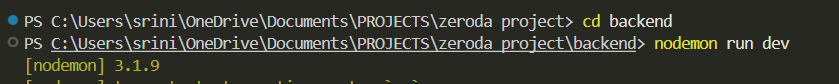 PS C:\Users\srini\OneDrive\Documents\PROJECTS\zeroda project> cd backend
PS C:\Users\srini\OneDrive\Documents\PROJECTS\zeroda project\backend> nodemon run dev
[nodemon] 3.1.9